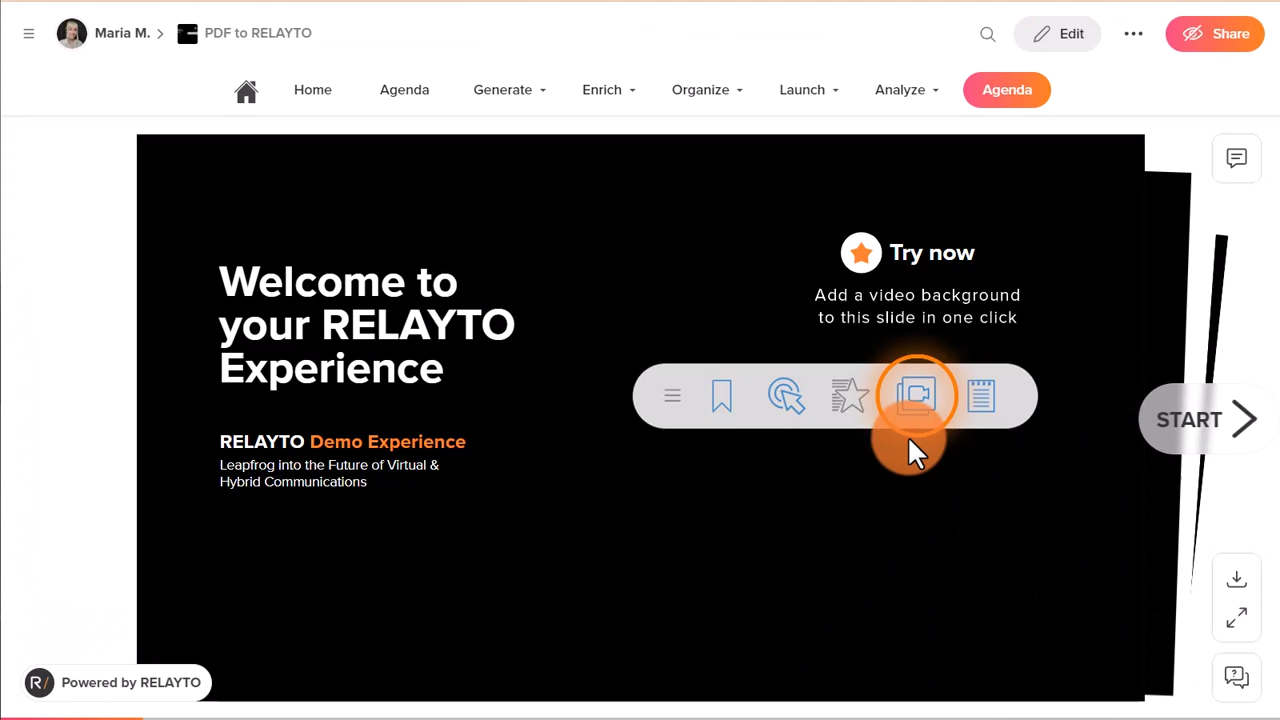 Maria M.
PDF to RELAYTO
Edit
Share
Home
Agenda
Generate
Enrich
Organize
Launch
Analyze
Agenda
Welcome to
your RELAYTO
Experience
RELAYTO Demo Experience
Leapfrog into the Future of Virtual &
Hybrid Communications
Try now
Add a video background
to this slide in one click
START
R/
Powered by RELAYTO